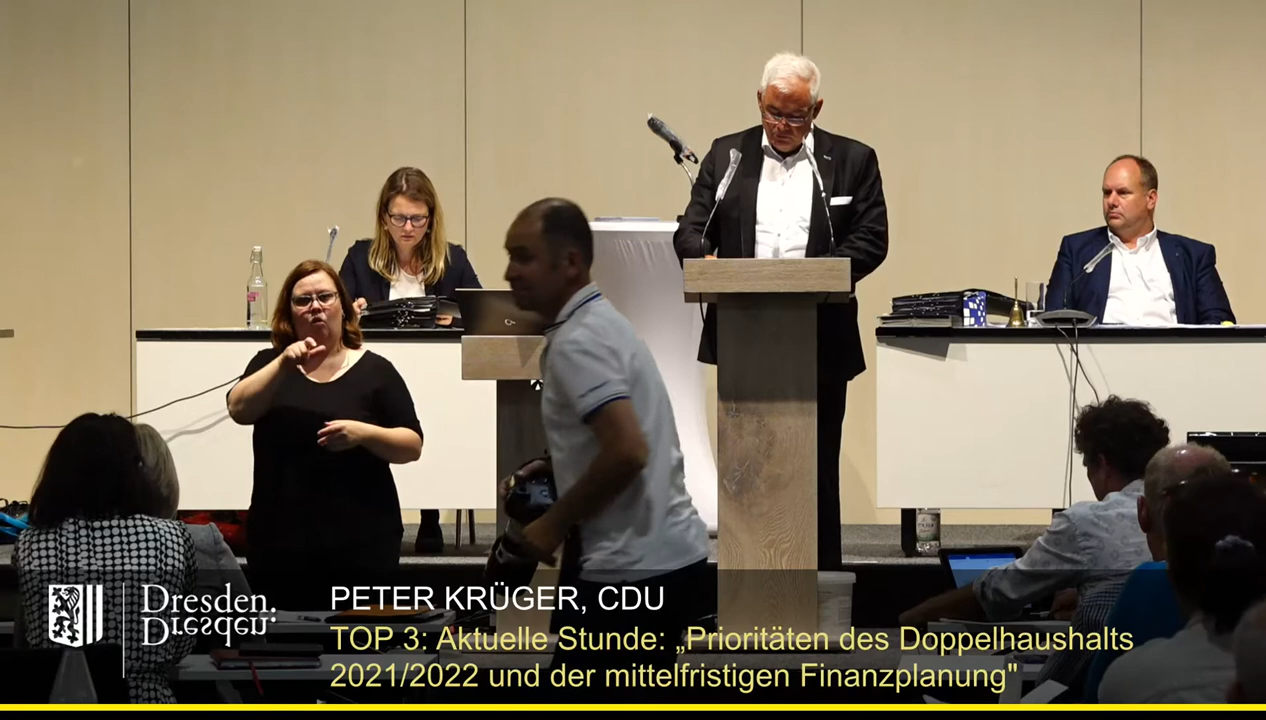 Dresden.
Dresden.
PETER KRÜGER, CDU
TOP 3: Aktuelle Stunde: „Prioritäten des Doppelhaushalts
2021/2022 und der mittelfristigen Finanzplanung"